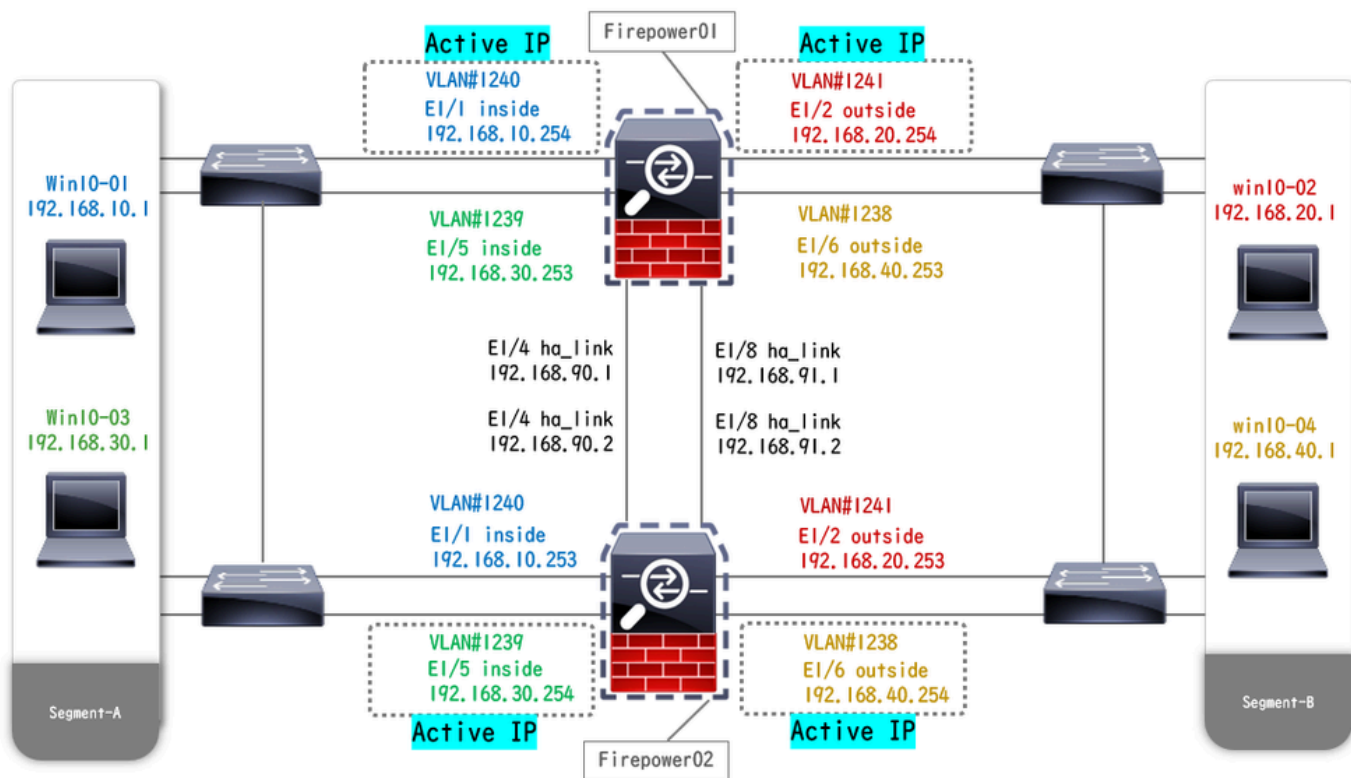 Firepower01
Active IP
VLAN#1240
E1/1 inside
192.168.10.254
Active IP
VLAN#1241
E1/2 outside
192.168.20.254
Win10-01
192.168.10.1
win10-02
192.168.20.1
VLAN#1239
E1/5 inside
192.168.30.253
VLAN#1238
E1/6 outside
192.168.40.253
E1/4 ha_link
192.168.90.1
E1/8 ha_link
192.168.91.1
Win10-03
192.168.30.1
win10-04
192.168.40.1
E1/4 ha_link
192.168.90.2
E1/8 ha_link
192.168.91.2
VLAN#1240
E1/1 inside
192.168.10.253
VLAN#1241
E1/2 outside
192.168.20.253
VLAN#1239
E1/5 inside
192.168.30.254
Active IP
VLAN#1238
E1/6 outside
192.168.40.254
Active IP
Segment-A
Segment-B
Firepower02